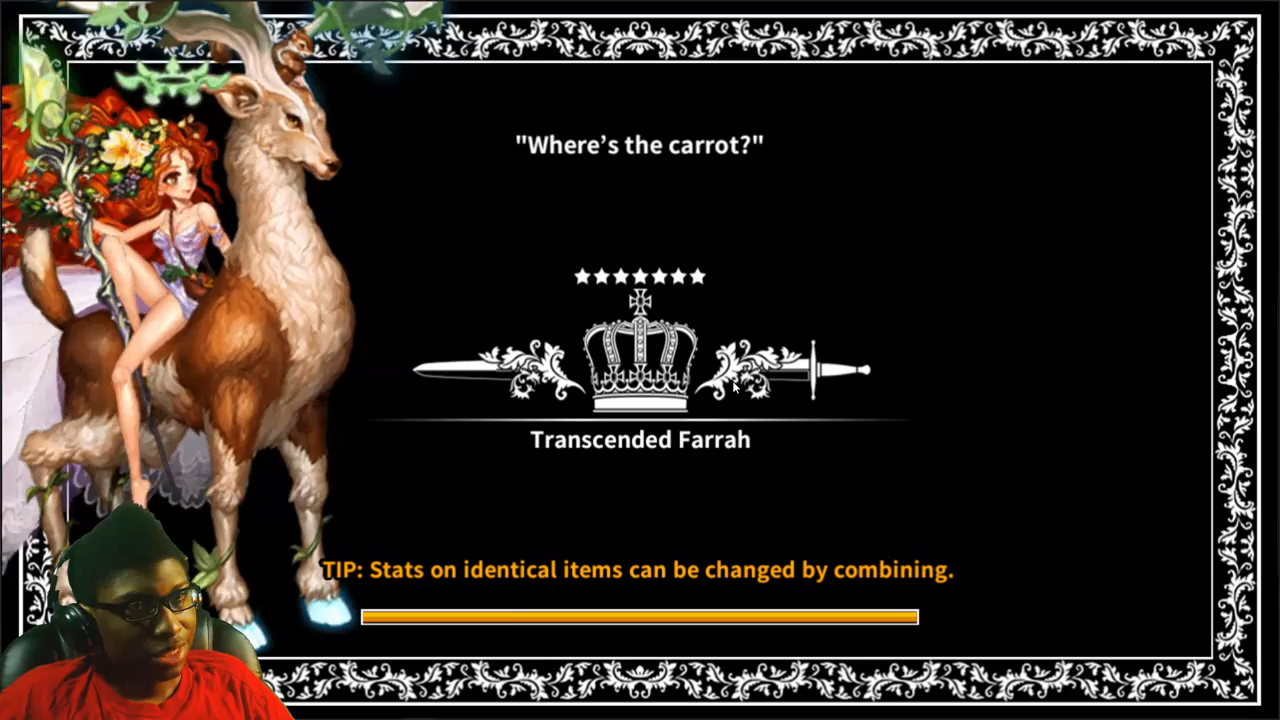 "Where’s the carrot?"
Transcended Farrah
TIP: Stats on identical items can be changed by combining.